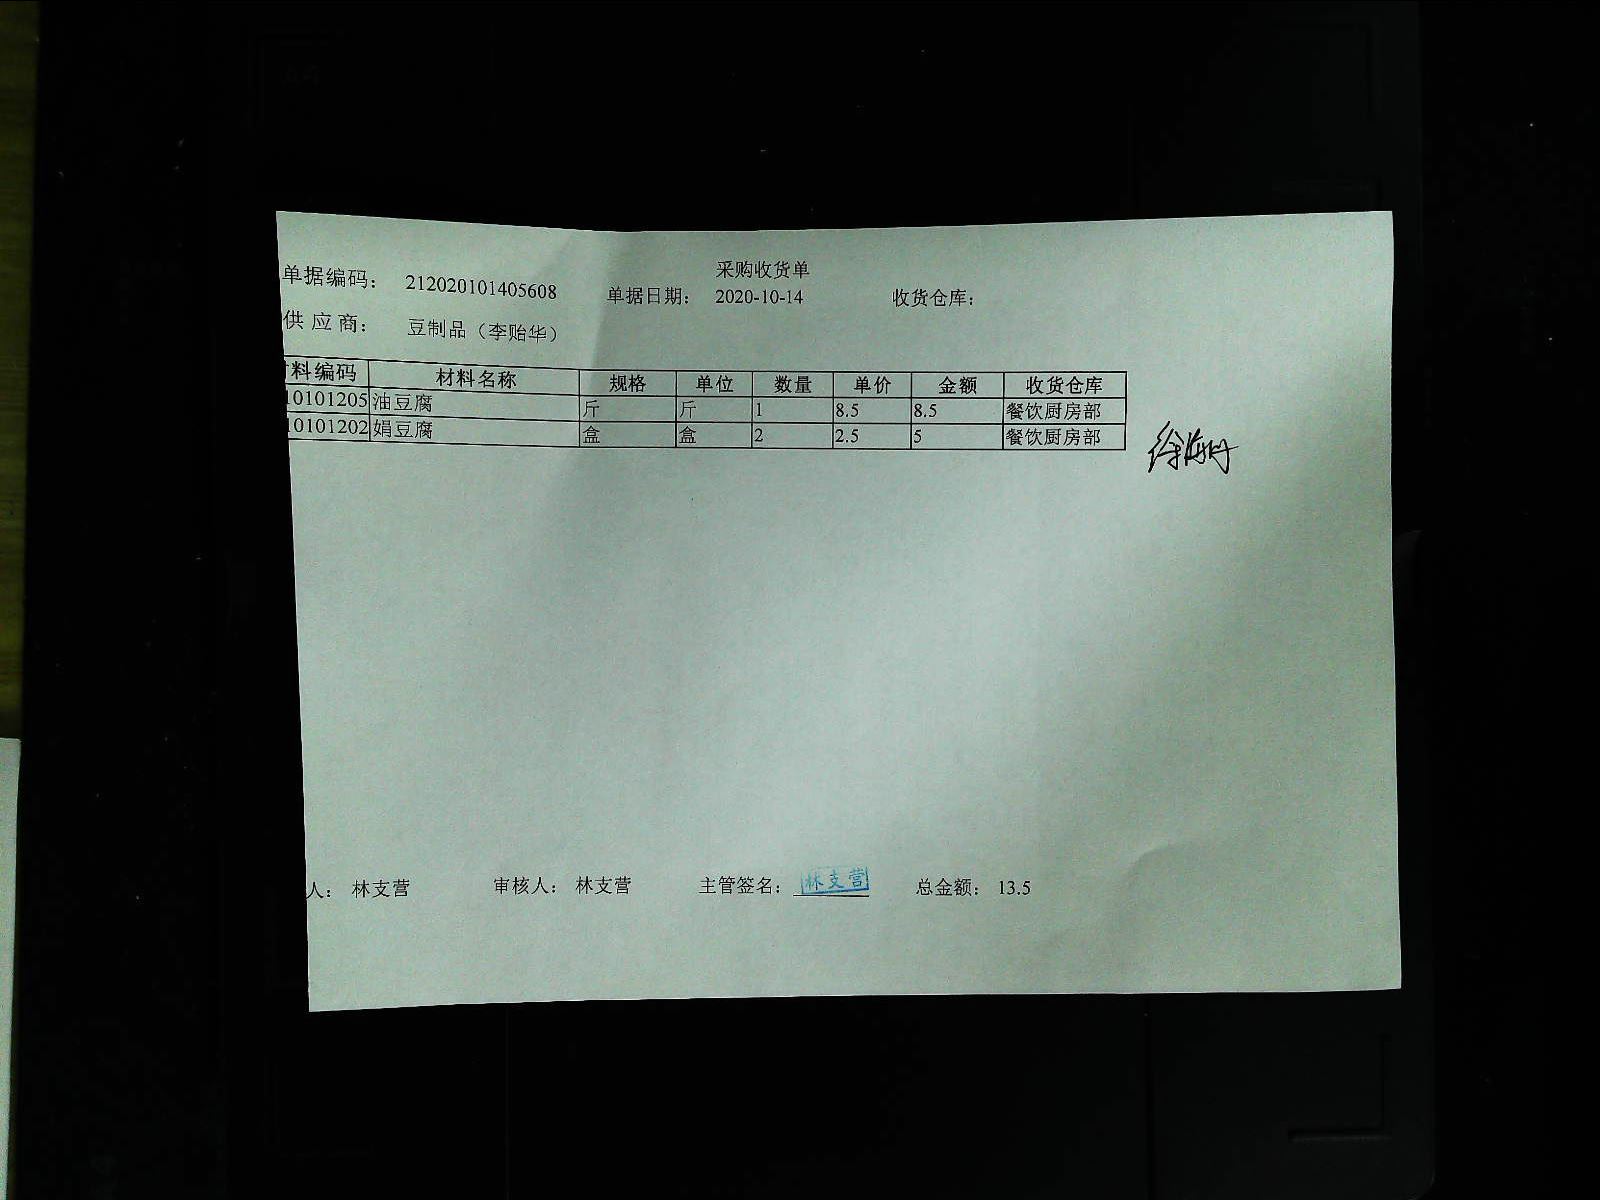 采购收货单
单据编码： 212020101405608 单据日期： 2020-10-14 收货仓库：
供 应 商： 豆制品（李贻华）
料编码 材料名称 规格 单位 数量 单价 金额 收货仓库
10101205 油豆腐 斤 斤 1 8.5 8.5 餐饮厨房部
10101202 娟豆腐 盒 盒 2 2.5 5 餐饮厨房部
人： 林支营 审核人： 林支营 主管签名： 林支营 总金额： 13.5